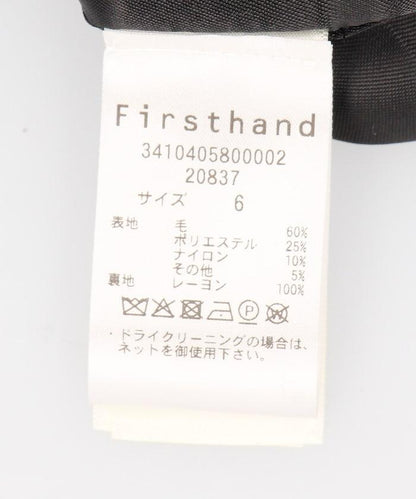 Firsthand
3410405800002
20837
サイズ 6
表地 毛 60%
ポリエステル 25%
ナイロン 10%
その他 5%
裏地 レーヨン 100%
P W
・ドライクリーニングの場合は、
ネットを御使用下さい。